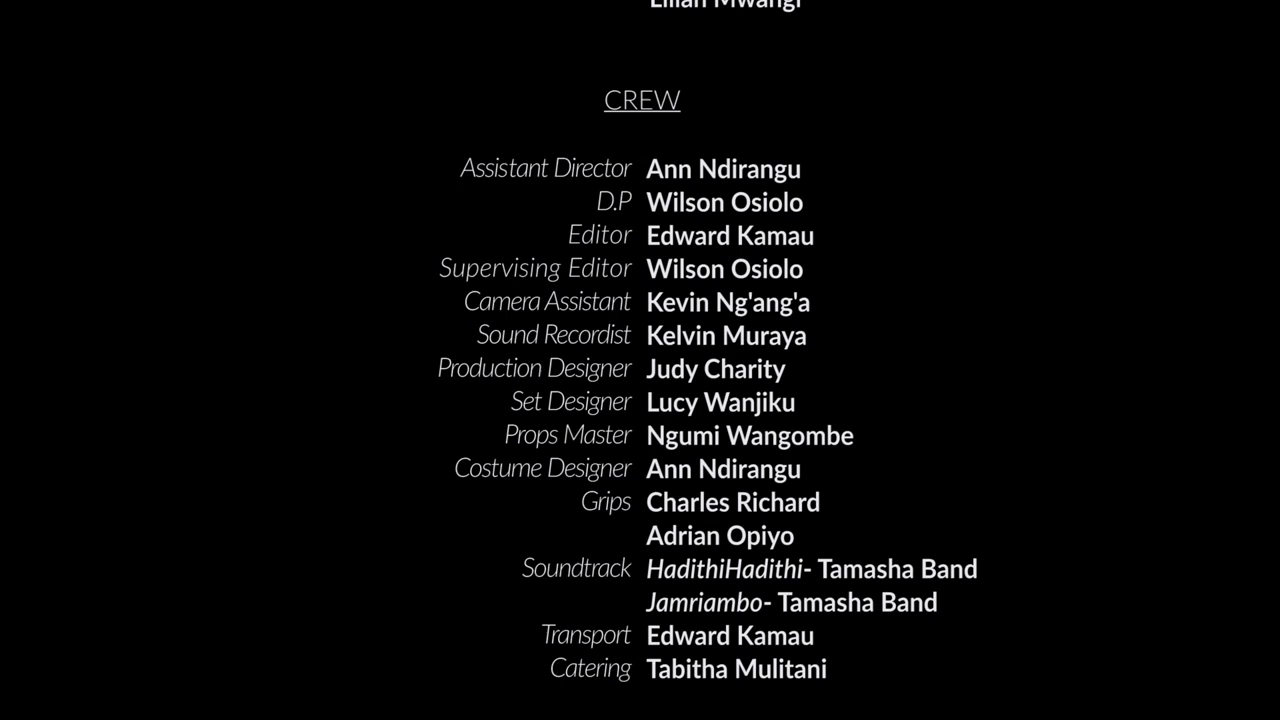 Lilian Mwangi
CREW
Assistant Director Ann Ndirangu
D.P Wilson Osiolo
Editor Edward Kamau
Supervising Editor Wilson Osiolo
Camera Assistant Kevin Ng'ang'a
Sound Recordist Kelvin Muraya
Production Designer Judy Charity
Set Designer Lucy Wanjiku
Props Master Ngumi Wangombe
Costume Designer Ann Ndirangu
Grips Charles Richard
Adrian Opiyo
Soundtrack HadithiHadithi- Tamasha Band
Jamriambo- Tamasha Band
Transport Edward Kamau
Catering Tabitha Mulitani